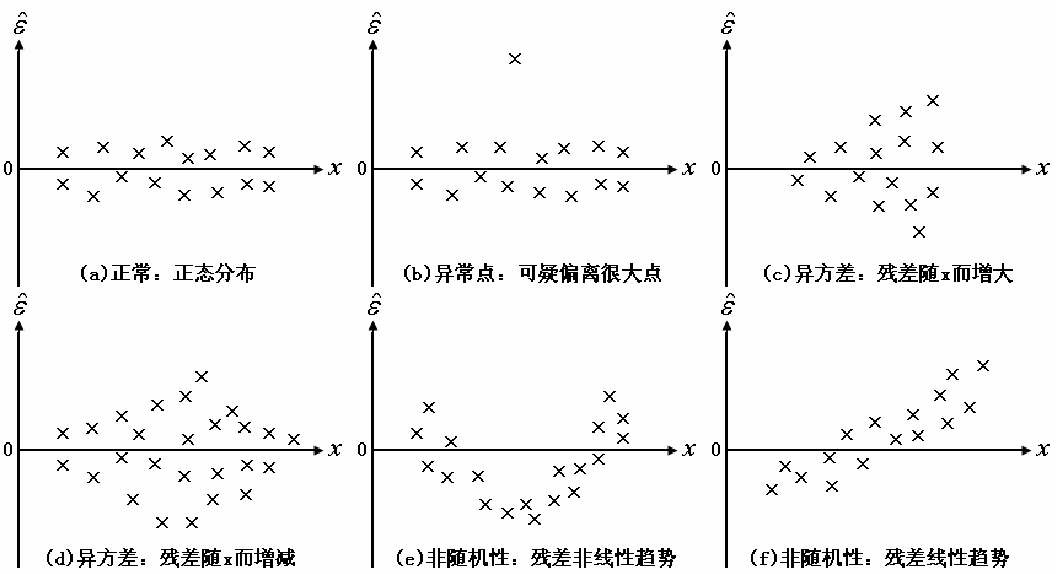 ε̂ ε̂ ε̂
0 x 0 x 0 x
(a)正常：正态分布 (b)异常点：可疑偏离很大点 (c)异方差：残差随x而增大
ε̂ ε̂ ε̂
0 x 0 x 0 x
(d)异方差：残差随x而增减 (e)非随机性：残差非线性趋势 (f)非随机性：残差线性趋势